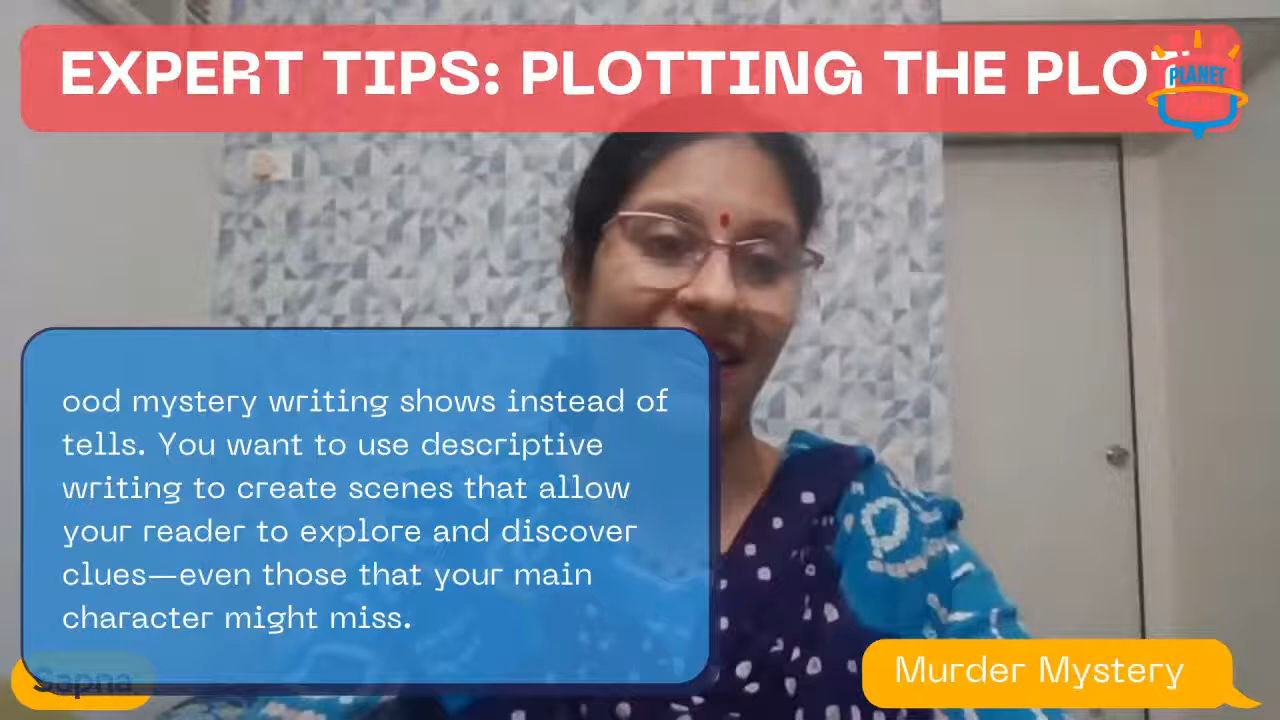 EXPERT TIPS: PLOTTING THE PLOT
PLANET
ood mystery writing shows instead of
tells. You want to use descriptive
writing to create scenes that allow
your reader to explore and discover
clues—even those that your main
character might miss.
Sapna
Murder Mystery